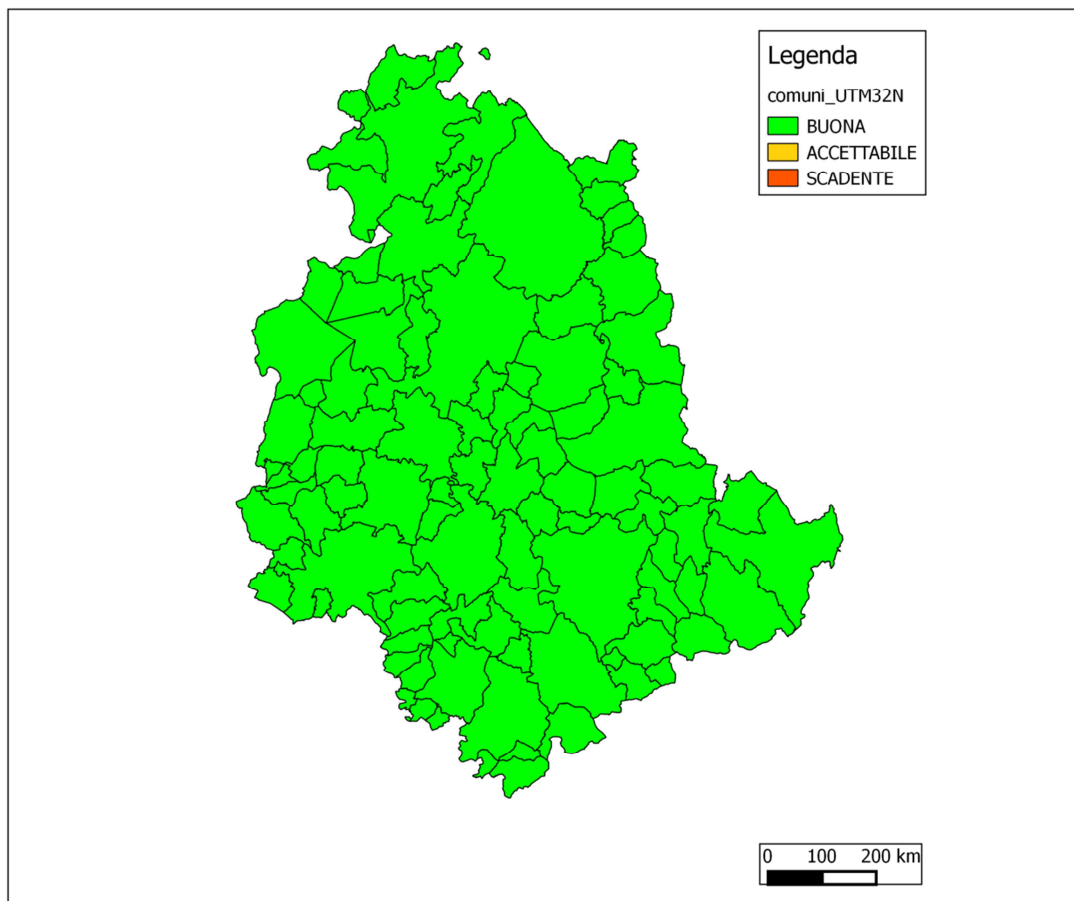 Legenda
comuni_UTM32N
BUONA
ACCETTABILE
SCADENTE
0 100 200 km